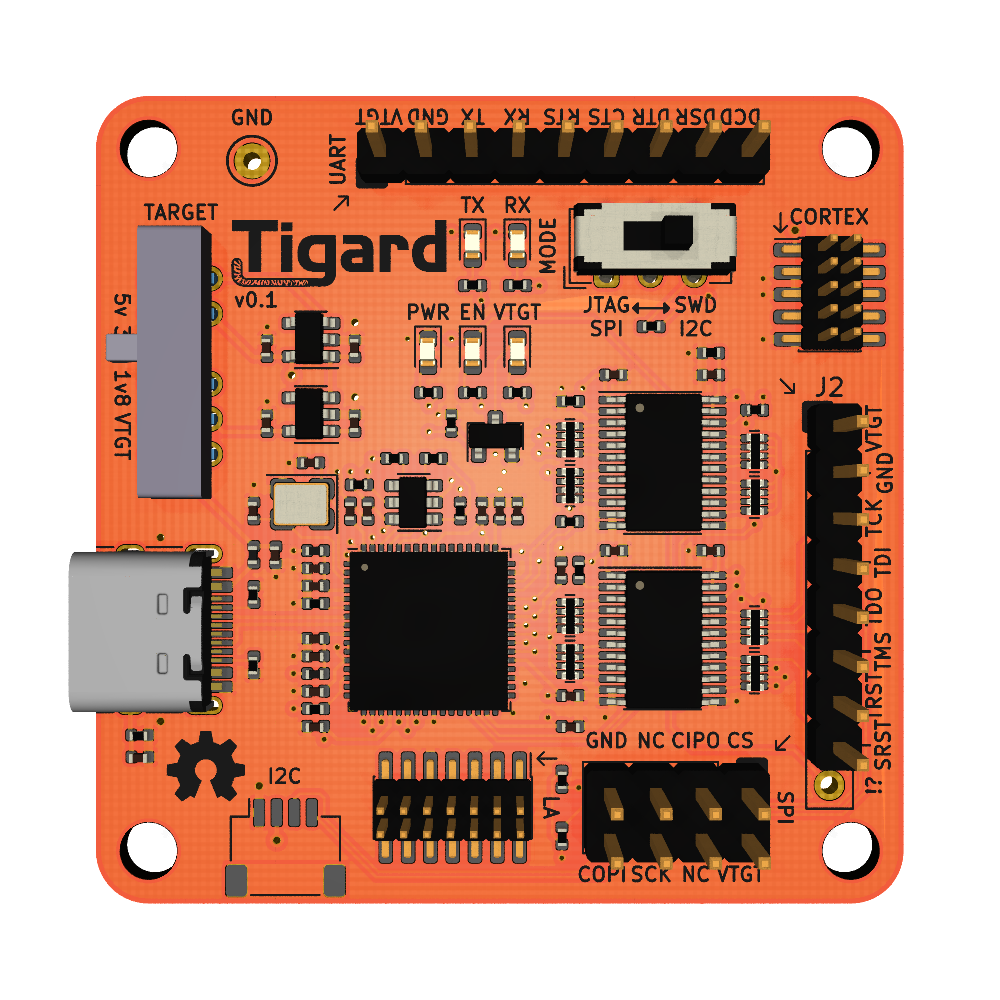 GND
VTGT GND TX RX RTS CTS DTR DSR DCD
UART
TARGET
TX RX
MODE
CORTEX
Tigard
v0.1
JTAG SWD
SPI I2C
PWR EN VTGT
5v 1v8 VTGT
J2
VTGT
GND
TCK
TDI
TDO
TMS
TRST
SRST
!?
GND NC CIPO CS
SPI
I2C
LA
COPI SCK NC VTGT